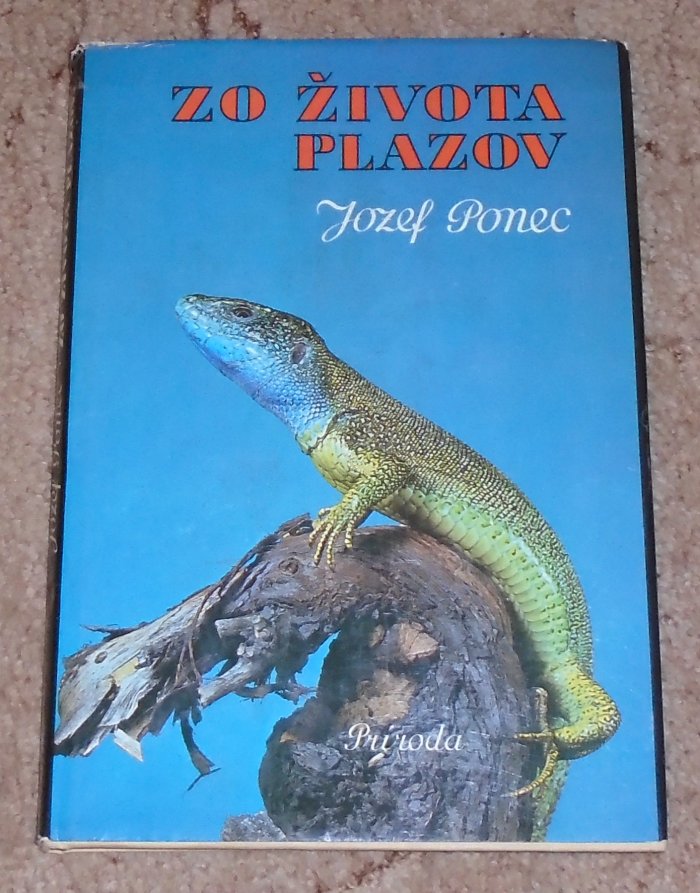 ZO ŽIVOTA
PLAZOV
Jozef Ponec
Príroda